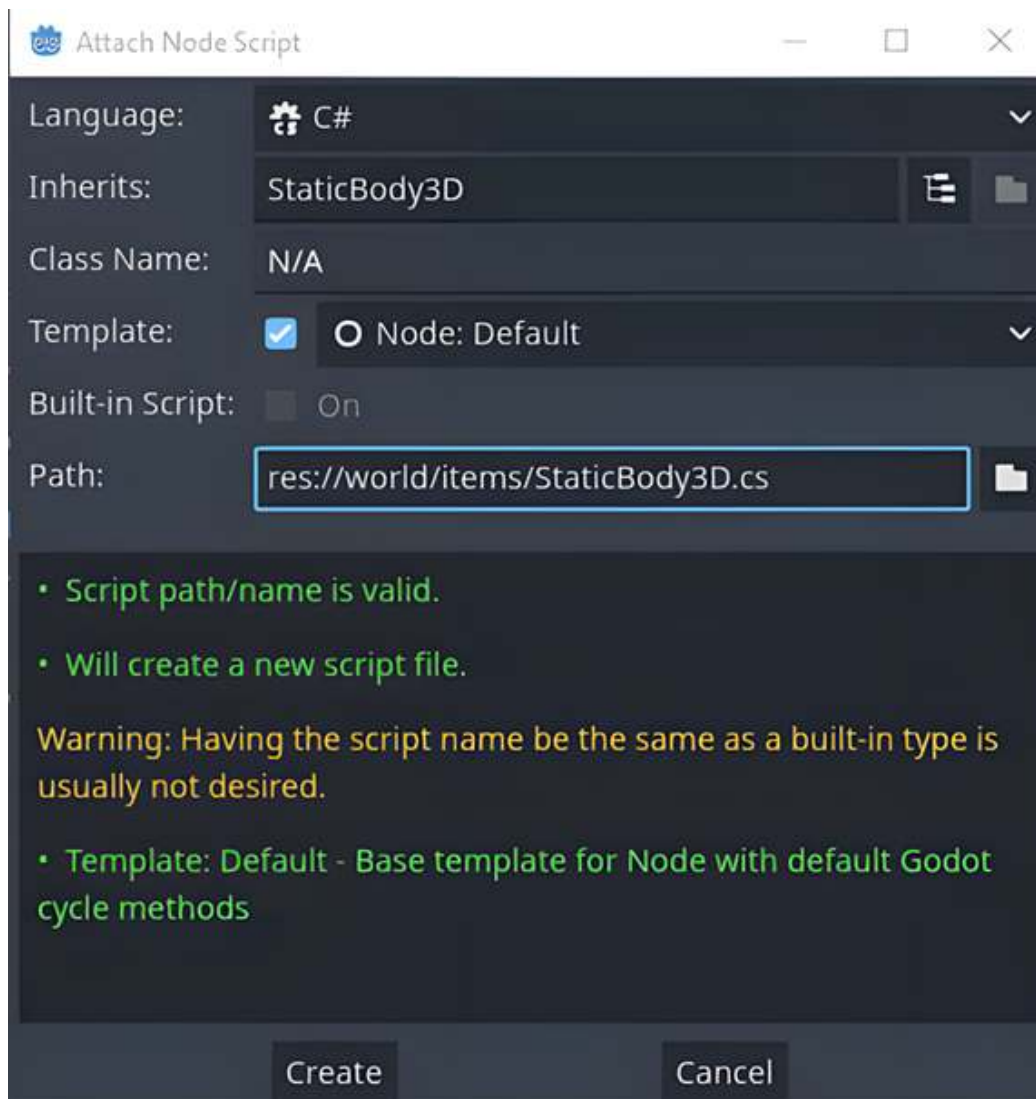 Attach Node Script
Language: C#
Inherits: StaticBody3D
Class Name: N/A
Template: Node: Default
Built-in Script: On
Path: res://world/items/StaticBody3D.cs
• Script path/name is valid.
• Will create a new script file.
Warning: Having the script name be the same as a built-in type is
usually not desired.
• Template: Default - Base template for Node with default Godot
cycle methods
Create Cancel